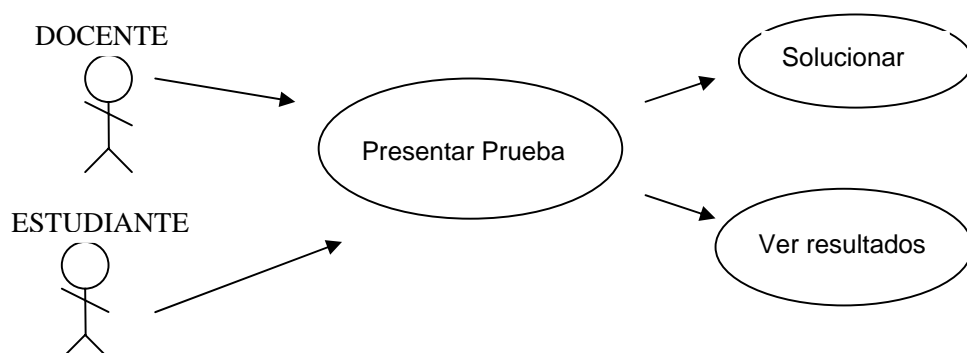 DOCENTE
Solucionar
Presentar Prueba
ESTUDIANTE
Ver resultados